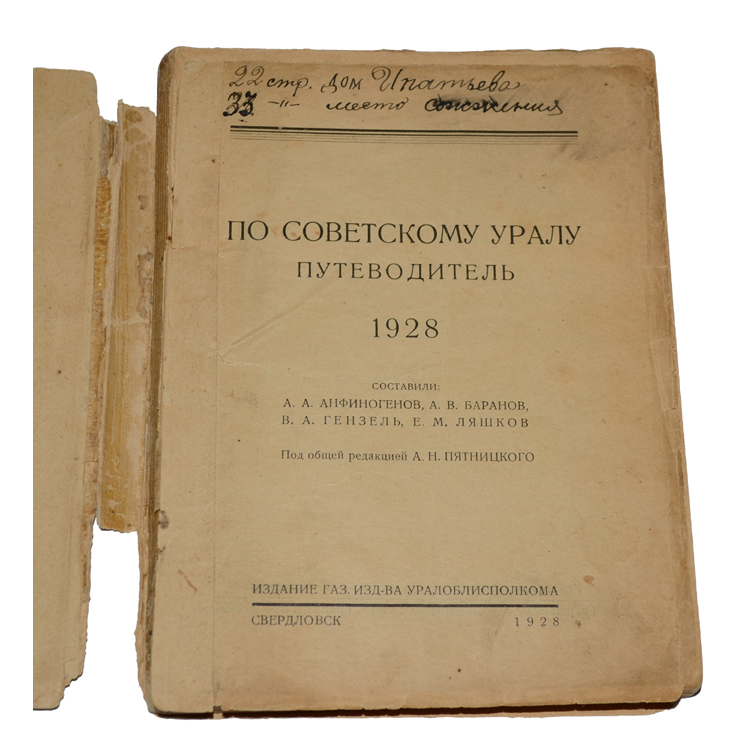 22 стр. дом Ипатьева
33 -"- место сожжения
ПО СОВЕТСКОМУ УРАЛУ
ПУТЕВОДИТЕЛЬ
1928
СОСТАВИЛИ:
А. А. АНФИНОГЕНОВ, А. В. БАРАНОВ,
В. А. ГЕНЗЕЛЬ, Е. М. ЛЯШКОВ
Под общей редакцией А. Н. ПЯТНИЦКОГО
ИЗДАНИЕ ГАЗ. ИЗД-ВА УРАЛОБЛИСПОЛКОМА
СВЕРДЛОВСК 1928